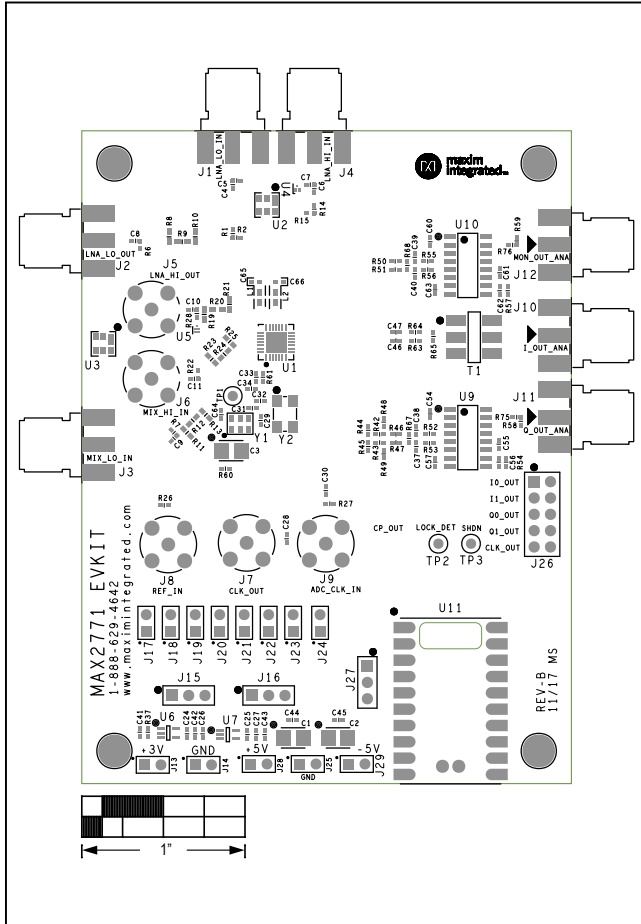 J1
LNA_LO_IN
J4
LNA_HI_IN
maxim
integrated™
C5
C4
U4
C7
C6
U2
R15
R14
R8
R9
R10
R1
R2
C8
R6
LNA_LO_OUT
J2
J5
LNA_HI_OUT
C65
C66
L2
R21
C10
R20
R28
R19
U5
U3
R25
R23
R24
U1
J6
MIX_HI_IN
R22
C11
TP1
C33
R61
C34
C32
C31
C29
C64
Y1
Y2
C3
R7
C9
R12
R11
R13
R60
MIX_LO_IN
J3
U10
C60
R59
R76
MON_OUT_ANA
J12
R50
R51
R68
C39
R55
R56
C40
C63
C61
C62
R57
J10
I_OUT_ANA
C47
R64
C46
R63
R65
T1
J11
Q_OUT_ANA
U9
C54
R75
R58
R44
R45
R42
R43
R48
R49
R46
R47
R67
C38
C37
R52
R53
C57
C55
C56
R54
I0_OUT
I1_OUT
Q0_OUT
Q1_OUT
CLK_OUT
J26
R26
C30
R27
C28
CP_OUT
LOCK_DET
SHDN
TP2
TP3
J8
REF_IN
J7
CLK_OUT
J9
ADC_CLK_IN
MAX2771 EVKIT
1-888-629-4642
www.maximintegrated.com
J17
J18
J19
J20
J21
J22
J23
J24
J27
U11
J15
J16
C41
R37
U6
C24
C42
C26
U7
C25
C27
C43
C44
C1
C45
C2
+3V
J13
GND
J14
+5V
J28
J25
GND
-5V
J29
REV-B
11/17 MS
1"